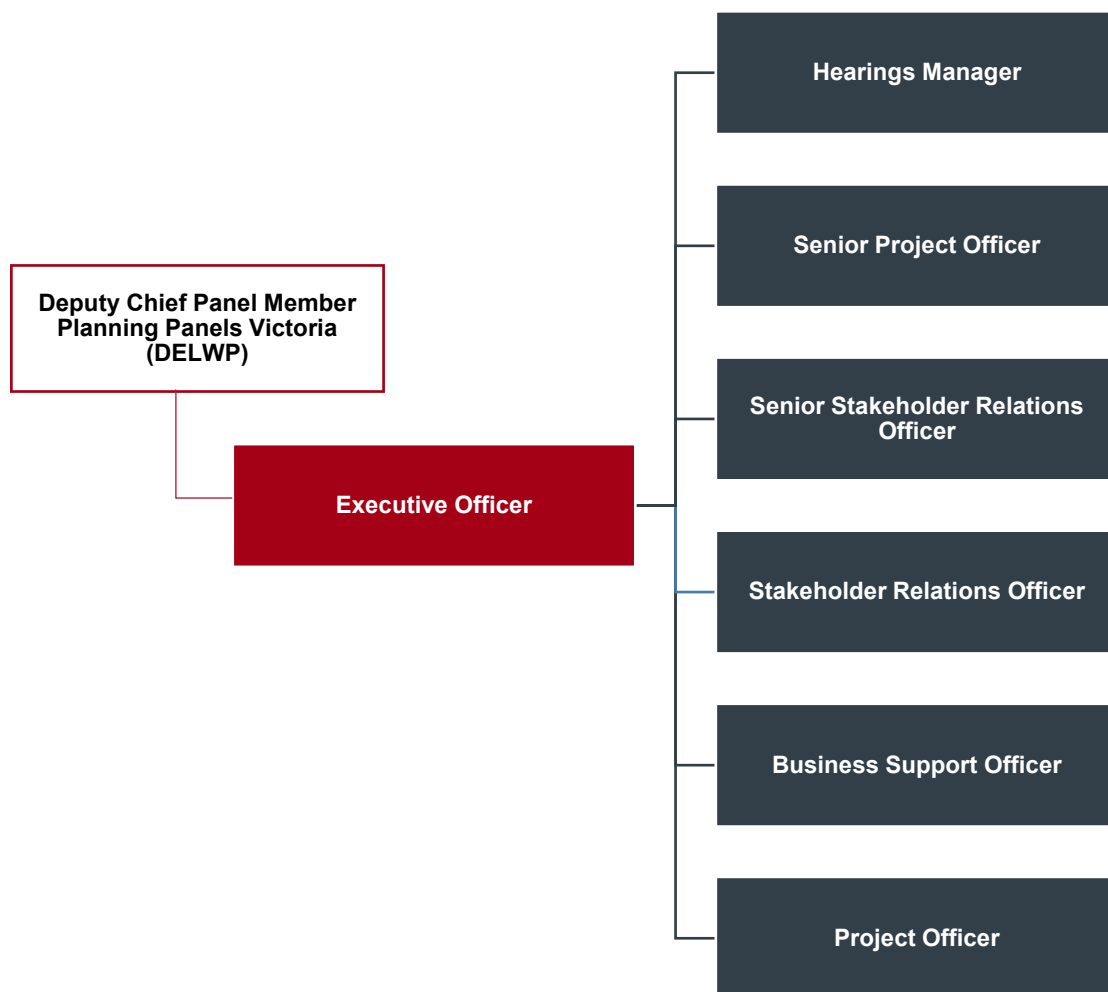 Hearings Manager
Senior Project Officer
Deputy Chief Panel Member
Planning Panels Victoria
(DELWP)
Senior Stakeholder Relations
Officer
Executive Officer
Stakeholder Relations Officer
Business Support Officer
Project Officer